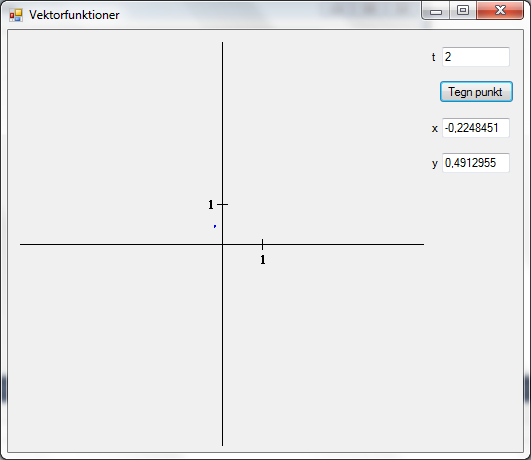 Vektorfunktioner
t 2
Tegn punkt
x -0,2248451
y 0,4912955
1
1